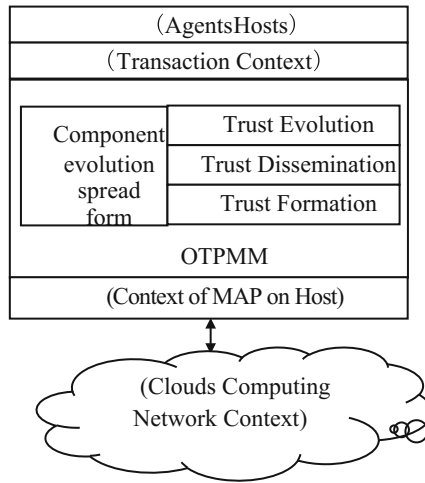 （AgentsHosts）
（Transaction Context）
Component
evolution
spread
form
Trust Evolution
Trust Dissemination
Trust Formation
OTPMM
(Context of MAP on Host)
(Clouds Computing
Network Context)